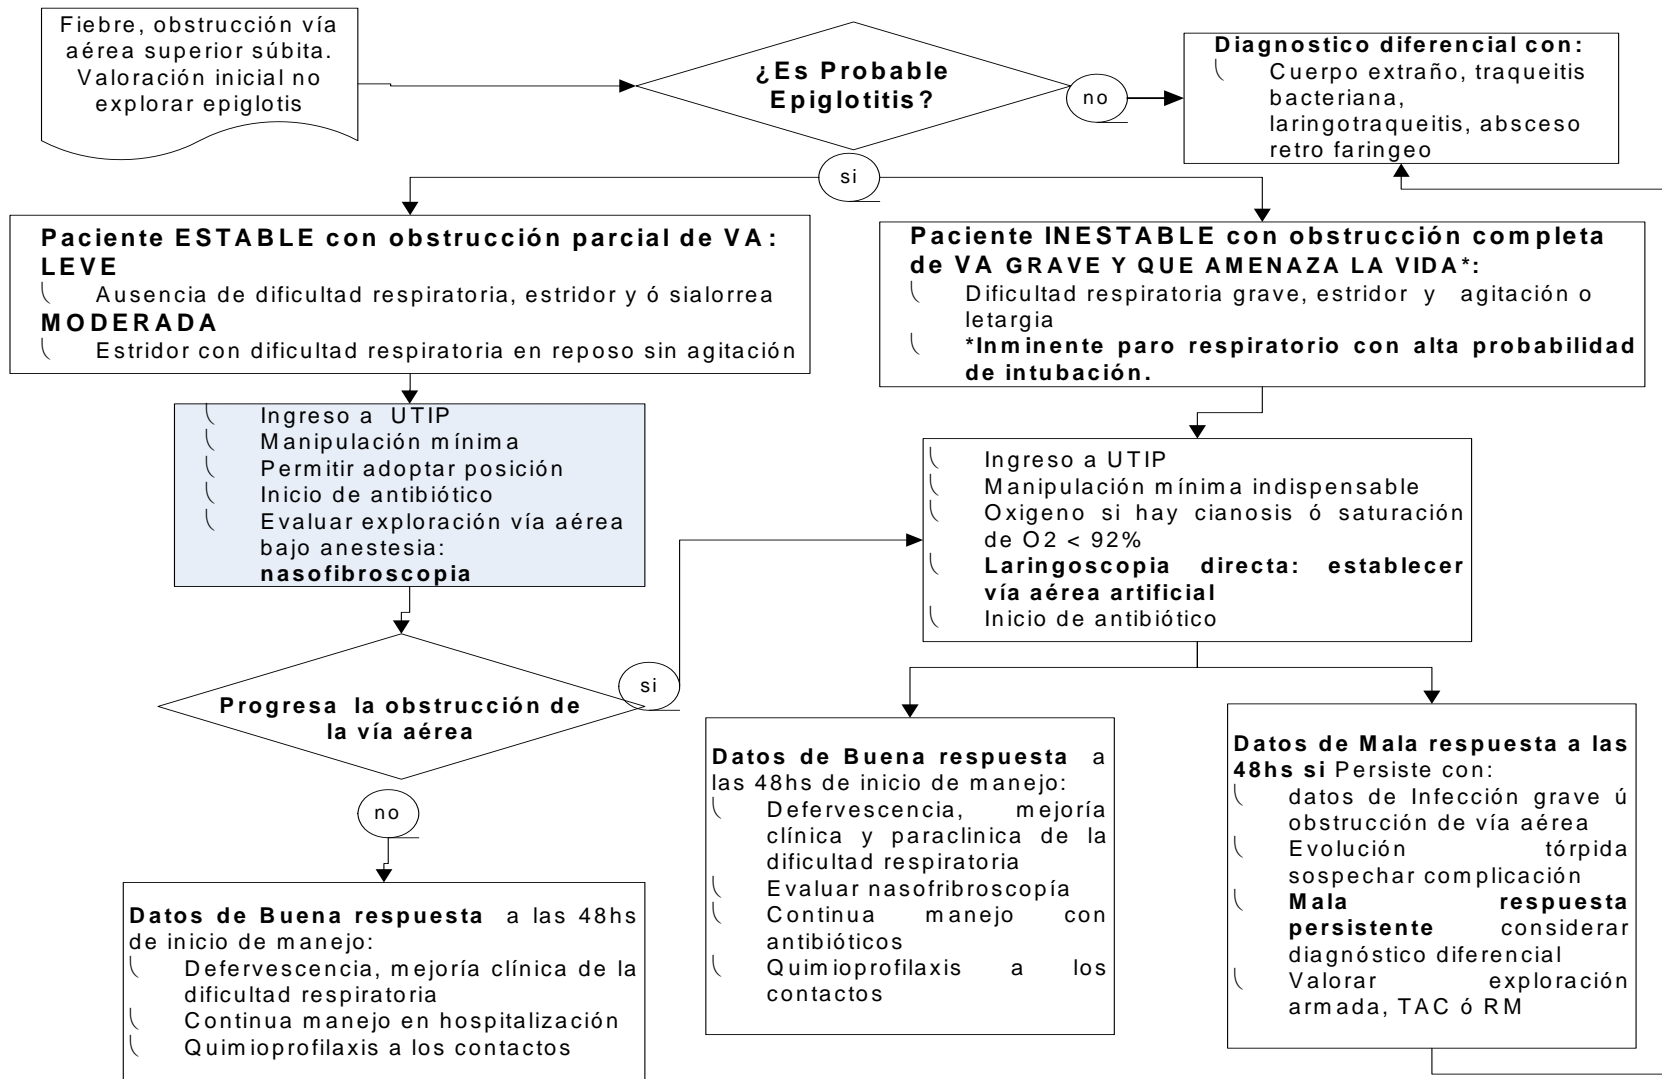 Fiebre, obstrucción vía
aérea superior súbita.
Valoración inicial no
explorar epiglotis
¿Es Probable
Epiglotitis?
no
Diagnostico diferencial con:
Cuerpo extraño, traqueitis
bacteriana,
laringotraqueitis, absceso
retro faringeo
si
Paciente ESTABLE con obstrucción parcial de VA:
LEVE
Ausencia de dificultad respiratoria, estridor y ó sialorrea
MODERADA
Estridor con dificultad respiratoria en reposo sin agitación
Paciente INESTABLE con obstrucción completa
de VA GRAVE Y QUE AMENAZA LA VIDA*:
Dificultad respiratoria grave, estridor y agitación o
letargia
*Inminente paro respiratorio con alta probabilidad
de intubación.
Ingreso a UTIP
Manipulación mínima
Permitir adoptar posición
Inicio de antibiótico
Evaluar exploración vía aérea
bajo anestesia:
nasofibroscopia
Ingreso a UTIP
Manipulación mínima indispensable
Oxigeno si hay cianosis ó saturación
de O2 < 92%
Laringoscopia directa: establecer
vía aérea artificial
Inicio de antibiótico
Progresa la obstrucción de
la vía aérea
si
no
Datos de Buena respuesta a las 48hs
de inicio de manejo:
Defervescencia, mejoría clínica de la
dificultad respiratoria
Continua manejo en hospitalización
Quimioprofilaxis a los contactos
Datos de Buena respuesta a
las 48hs de inicio de manejo:
Defervescencia, mejoría
clínica y paraclinica de la
dificultad respiratoria
Evaluar nasofribroscopía
Continua manejo con
antibióticos
Quimioprofilaxis a los
contactos
Datos de Mala respuesta a las
48hs si Persiste con:
datos de Infección grave ú
obstrucción de vía aérea
Evolución tórpida
sospechar complicación
Mala respuesta
persistente considerar
diagnóstico diferencial
Valorar exploración
armada, TAC ó RM